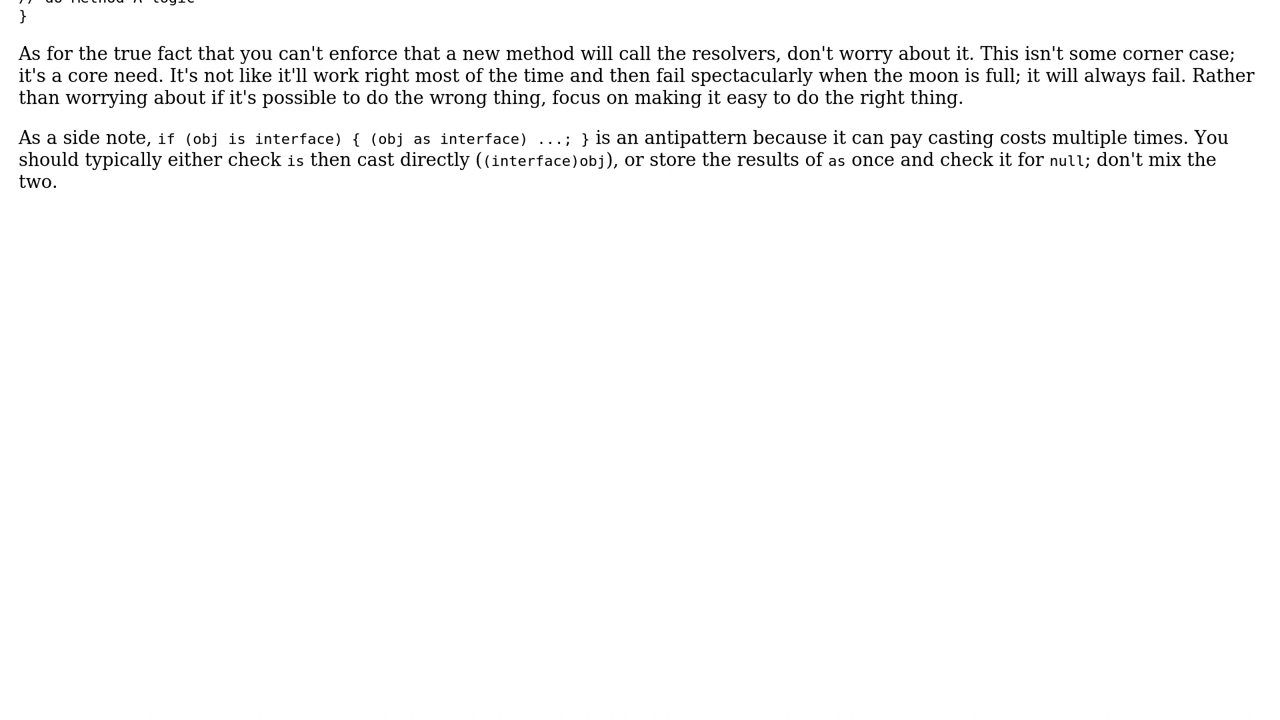 // do Method A logic
}
As for the true fact that you can't enforce that a new method will call the resolvers, don't worry about it. This isn't some corner case;
it's a core need. It's not like it'll work right most of the time and then fail spectacularly when the moon is full; it will always fail. Rather
than worrying about if it's possible to do the wrong thing, focus on making it easy to do the right thing.
As a side note, if (obj is interface) { (obj as interface) ...; } is an antipattern because it can pay casting costs multiple times. You
should typically either check is then cast directly ((interface)obj), or store the results of as once and check it for null; don't mix the
two.